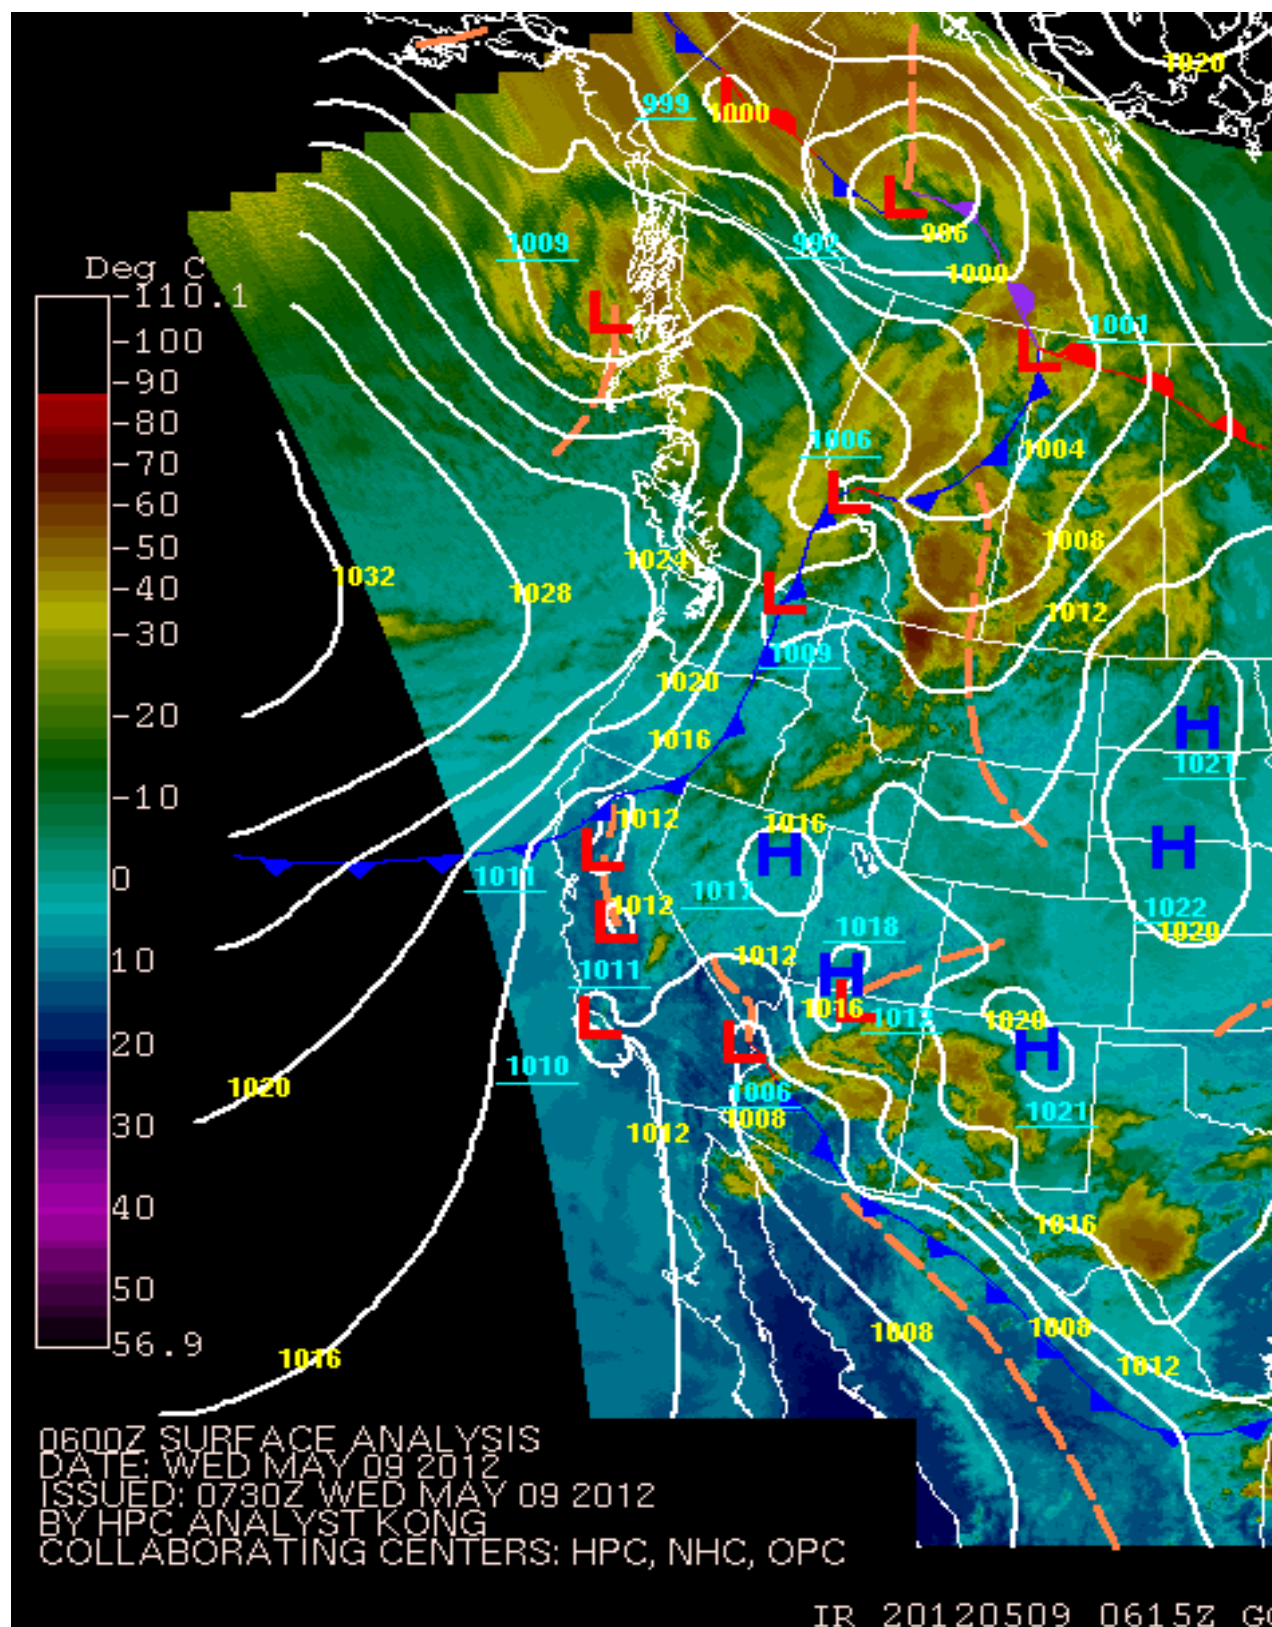 1020
999
1000
1009
992
996
1000
Deg C
-110.1
-100
-90
-80
-70
-60
-50
-40
-30
-20
-10
0
10
20
30
40
50
56.9
L
L
L
L
L
L
L
L
L
L
L
H
H
H
H
H
1001
1006
1004
1008
1024
1032
1028
1012
1009
1020
1016
1021
1012
1016
1011
1017
1012
1022
1020
1018
1012
1011
1016
1020
1010
1006
1008
1021
1020
1012
1016
1008
1008
1012
1016
0600Z SURFACE ANALYSIS
DATE: WED MAY 09 2012
ISSUED: 0730Z WED MAY 09 2012
BY HPC ANALYST KONG
COLLABORATING CENTERS: HPC, NHC, OPC
IR 20120509 0615Z